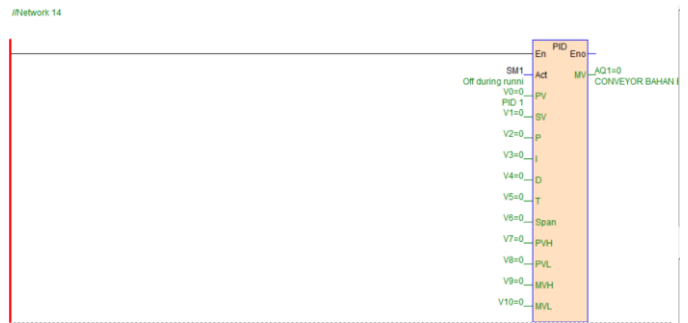 //Network 14
PID
En Eno
SM1 Act MV AQ1=0
Off during runni CONVEYOR BAHAN
V0=0 PV
PID 1
V1=0 SV
V2=0 P
V3=0 I
V4=0 D
V5=0 T
V6=0 Span
V7=0 PVH
V8=0 PVL
V9=0 MVH
V10=0 MVL